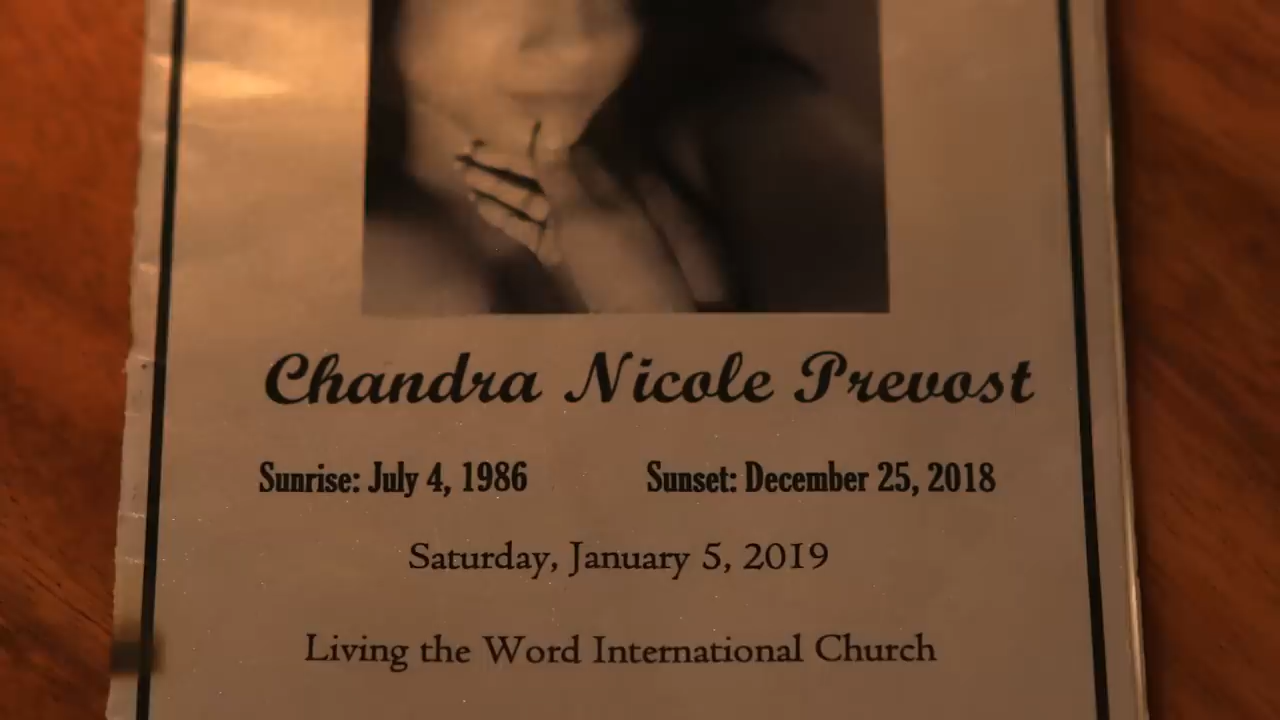 Chandra Nicole Prevost
Sunrise: July 4, 1986 Sunset: December 25, 2018
Saturday, January 5, 2019
Living the Word International Church